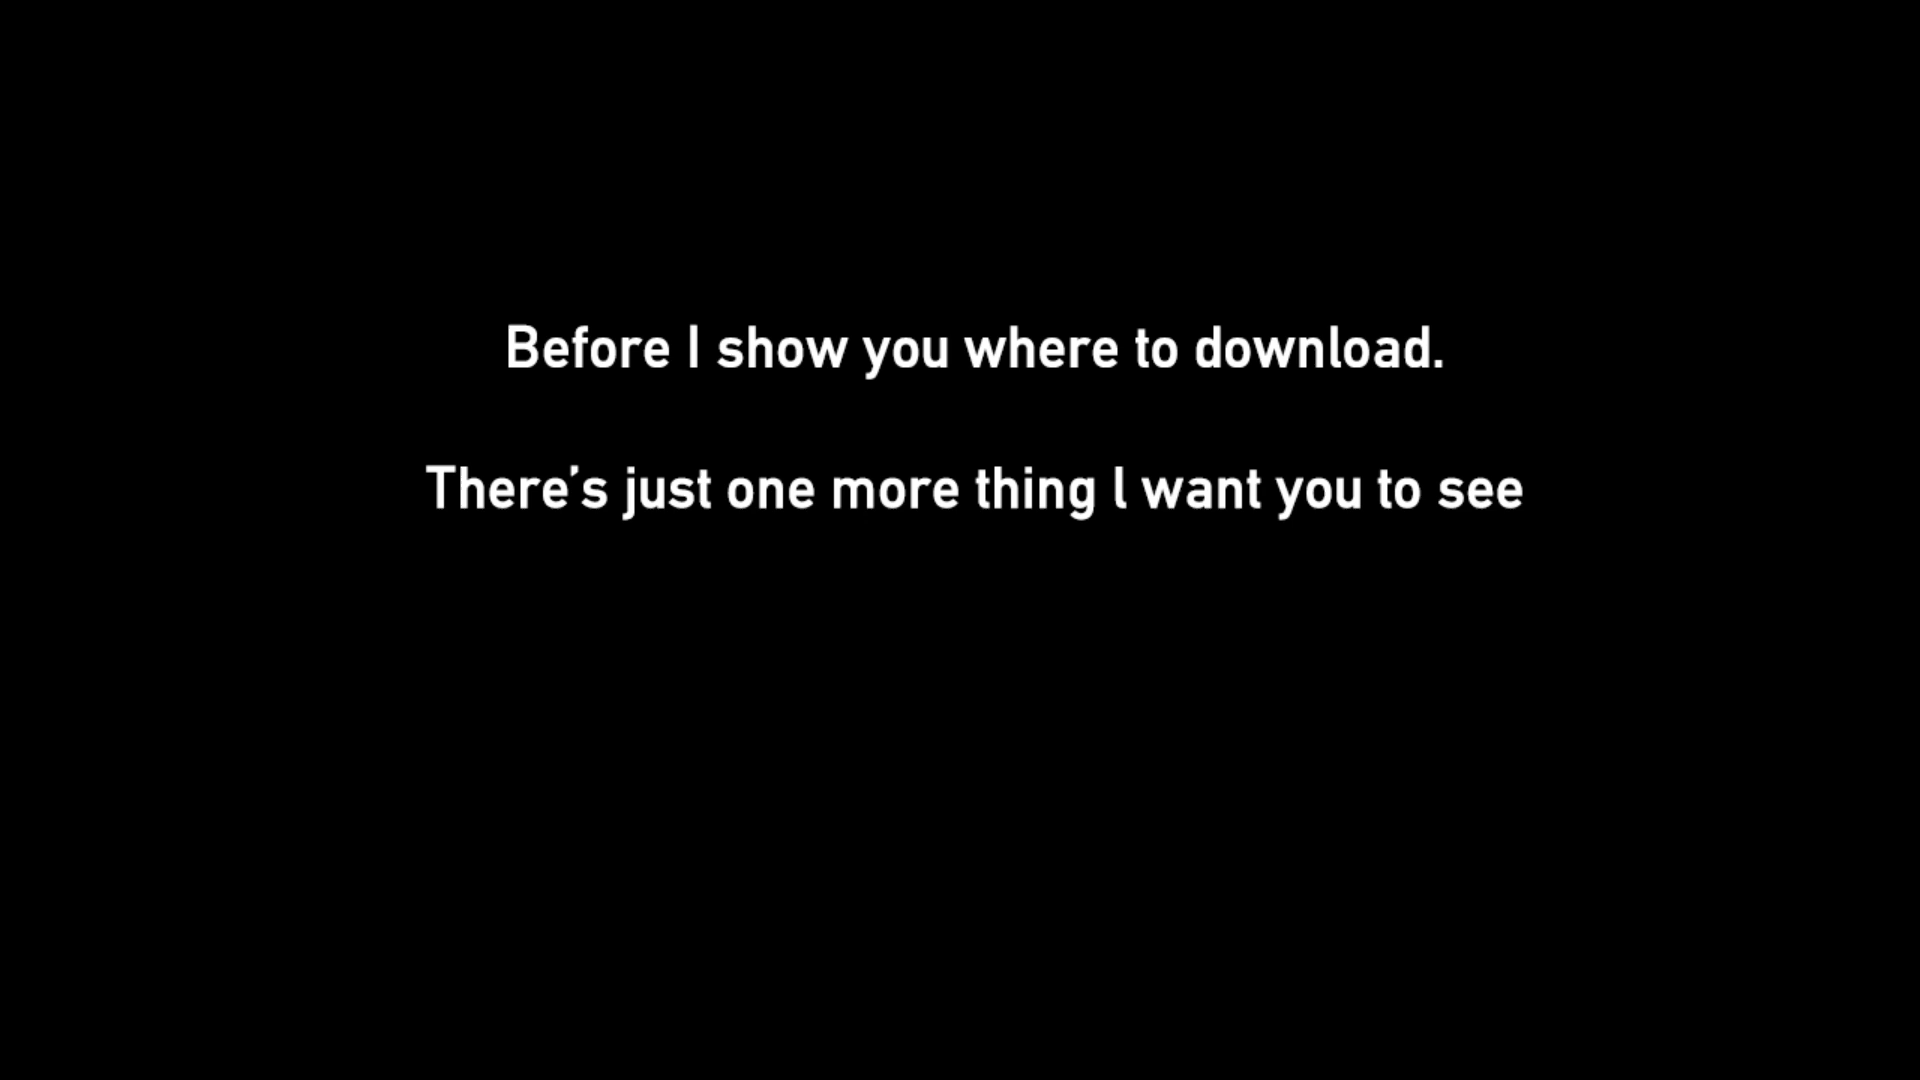 Before I show you where to download.
There’s just one more thing l want you to see